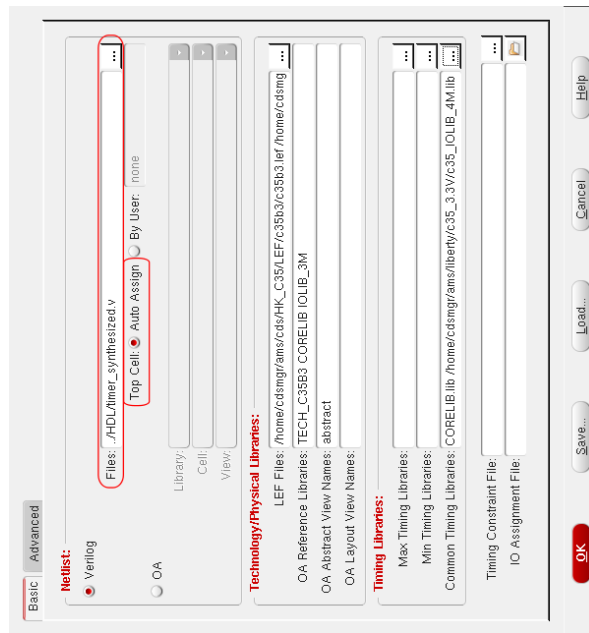 Basic Advanced
Netlist:
Verilog
Files: ../HDL/timer_synthesized.v ...
Top Cell: Auto Assign By User: none
OA
Library:
Cell:
View:
Technology/Physical Libraries:
LEF Files: /home/cdsmgr/ams/cds/HK_C35/LEF/c35b3/c35b3.lef /home/cdsmg ...
OA Reference Libraries: TECH_C35B3 CORELIB IOLIB_3M
OA Abstract View Names: abstract
OA Layout View Names:
Timing Libraries:
Max Timing Libraries: ...
Min Timing Libraries: ...
Common Timing Libraries: CORELIB.lib /home/cdsmgr/ams/liberty/c35_3.3V/c35_IOLIB_4M.lib ...
Timing Constraint File: ...
IO Assignment File:
OK Save... Load... Cancel Help